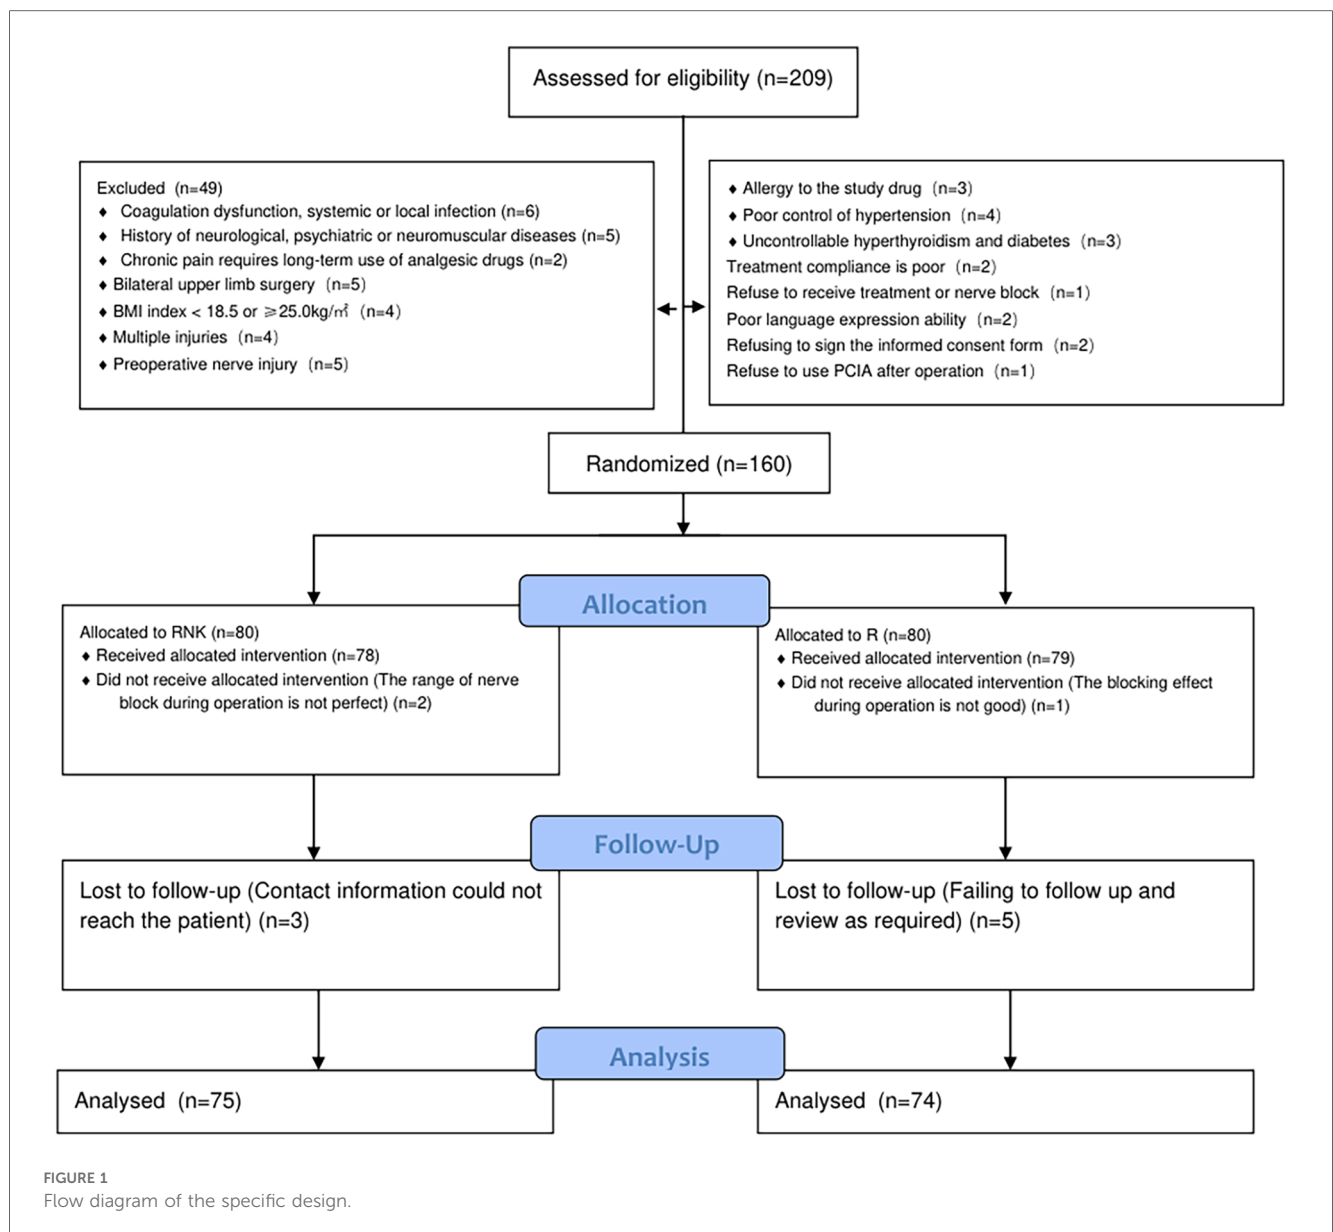 Assessed for eligibility (n=209)
Excluded (n=49)
♦ Coagulation dysfunction, systemic or local infection (n=6)
♦ History of neurological, psychiatric or neuromuscular diseases (n=5)
♦ Chronic pain requires long-term use of analgesic drugs (n=2)
♦ Bilateral upper limb surgery (n=5)
♦ BMI index < 18.5 or ≥25.0kg/㎡ (n=4)
♦ Multiple injuries (n=4)
♦ Preoperative nerve injury (n=5)
♦ Allergy to the study drug (n=3)
♦ Poor control of hypertension (n=4)
♦ Uncontrollable hyperthyroidism and diabetes (n=3)
Treatment compliance is poor (n=2)
Refuse to receive treatment or nerve block (n=1)
Poor language expression ability (n=2)
Refusing to sign the informed consent form (n=2)
Refuse to use PCIA after operation (n=1)
Randomized (n=160)
Allocation
Allocated to RNK (n=80)
♦ Received allocated intervention (n=78)
♦ Did not receive allocated intervention (The range of nerve
block during operation is not perfect) (n=2)
Allocated to R (n=80)
♦ Received allocated intervention (n=79)
♦ Did not receive allocated intervention (The blocking effect
during operation is not good) (n=1)
Follow-Up
Lost to follow-up (Contact information could not
reach the patient) (n=3)
Lost to follow-up (Failing to follow up and
review as required) (n=5)
Analysis
Analysed (n=75)
Analysed (n=74)
FIGURE 1
Flow diagram of the specific design.